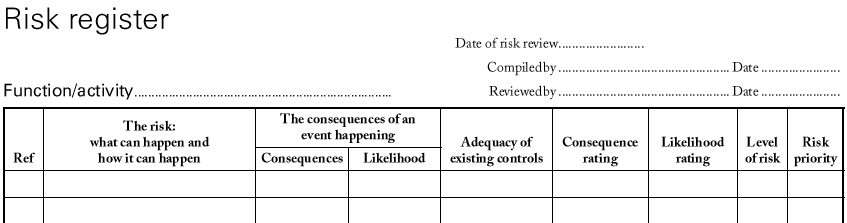 Risk register
Date of risk review.........................
Compiledby .................................................. Date .......................
Function/activity...........................................................................
Reviewedby .................................................. Date .......................
Ref
The risk:
what can happen and
how it can happen
The consequences of an
event happening
Consequences
Likelihood
Adequacy of
existing controls
Consequence
rating
Likelihood
rating
Level
of risk
Risk
priority